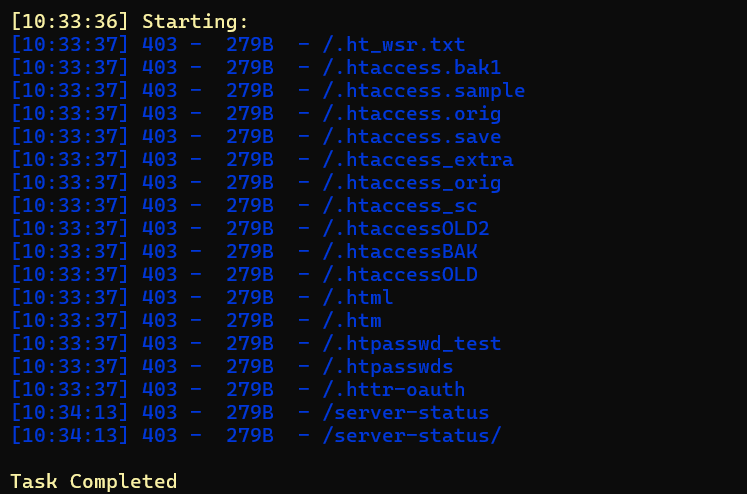 [10:33:36] Starting:
[10:33:37] 403 -  279B  - /.ht_wsr.txt
[10:33:37] 403 -  279B  - /.htaccess.bak1
[10:33:37] 403 -  279B  - /.htaccess.sample
[10:33:37] 403 -  279B  - /.htaccess.orig
[10:33:37] 403 -  279B  - /.htaccess.save
[10:33:37] 403 -  279B  - /.htaccess_extra
[10:33:37] 403 -  279B  - /.htaccess_orig
[10:33:37] 403 -  279B  - /.htaccess_sc
[10:33:37] 403 -  279B  - /.htaccessOLD2
[10:33:37] 403 -  279B  - /.htaccessBAK
[10:33:37] 403 -  279B  - /.htaccessOLD
[10:33:37] 403 -  279B  - /.html
[10:33:37] 403 -  279B  - /.htm
[10:33:37] 403 -  279B  - /.htpasswd_test
[10:33:37] 403 -  279B  - /.htpasswds
[10:33:37] 403 -  279B  - /.httr-oauth
[10:34:13] 403 -  279B  - /server-status
[10:34:13] 403 -  279B  - /server-status/
Task Completed